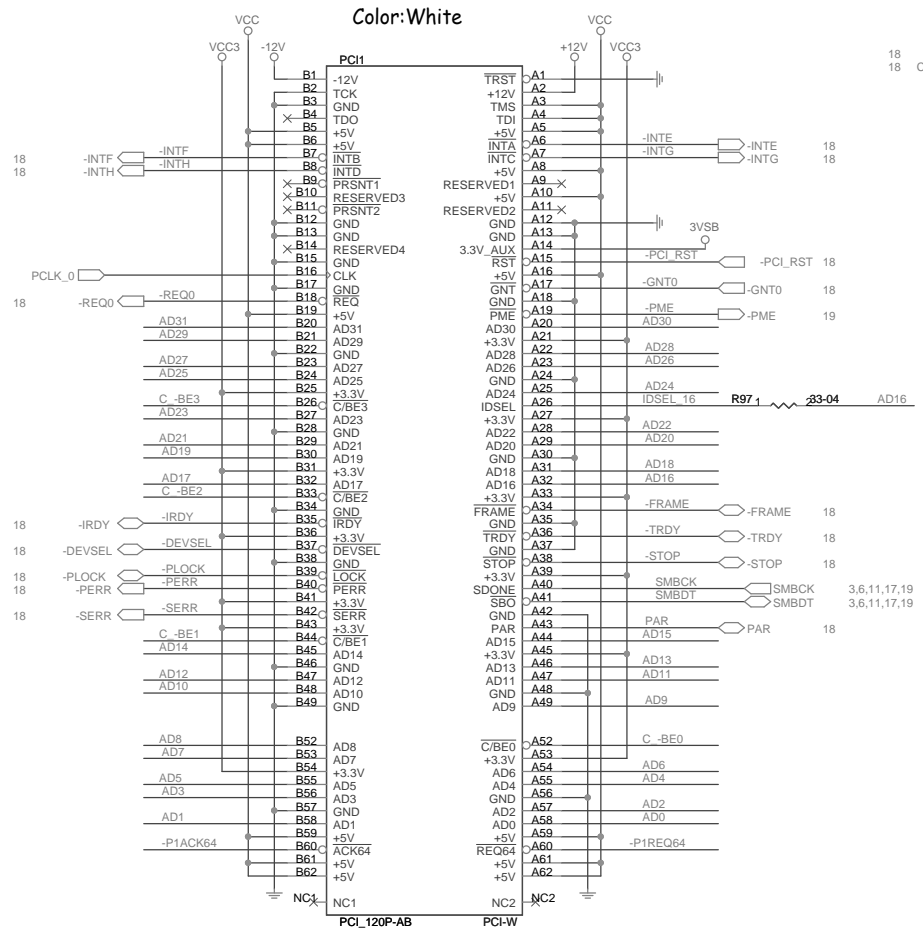 Color:White
VCC
VCC
VCC3
-12V
+12V
VCC3
18
18 C
PCI1
B1 -12V TRST A1
B2 TCK +12V A2
B3 GND TMS A3
B4 TDO TDI A4
B5 +5V +5V A5
B6 +5V INTA A6 -INTE -INTE 18
18 -INTF -INTF B7 INTB INTC A7 -INTG -INTG 18
18 -INTH -INTH B8 INTD +5V A8
B9 PRSNT1 RESERVED1 A9
B10 RESERVED3 +5V A10
B11 PRSNT2 RESERVED2 A11
B12 GND GND A12
B13 GND GND A13 3VSB
B14 RESERVED4 3.3V_AUX A14
B15 GND RST A15 -PCI_RST -PCI_RST 18
PCLK_0 B16 CLK +5V A16
B17 GND GNT A17 -GNT0 -GNT0 18
18 -REQ0 -REQ0 B18 REQ GND A18
B19 +5V PME A19 -PME -PME 19
AD31 B20 AD31 AD30 A20 AD30
AD29 B21 AD29 +3.3V A21
B22 GND AD28 A22 AD28
AD27 B23 AD27 AD26 A23 AD26
AD25 B24 AD25 GND A24
B25 +3.3V AD24 A25 AD24
C_-BE3 B26 C/BE3 IDSEL A26 IDSEL_16 R97 1 2 33-04 AD16
AD23 B27 AD23 +3.3V A27
B28 GND AD22 A28 AD22
AD21 B29 AD21 AD20 A29 AD20
AD19 B30 AD19 GND A30
B31 +3.3V AD18 A31 AD18
AD17 B32 AD17 AD16 A32 AD16
C_-BE2 B33 C/BE2 +3.3V A33
B34 GND FRAME A34 -FRAME -FRAME 18
18 -IRDY -IRDY B35 IRDY GND A35
B36 +3.3V TRDY A36 -TRDY -TRDY 18
18 -DEVSEL -DEVSEL B37 DEVSEL GND A37
B38 GND STOP A38 -STOP -STOP 18
18 -PLOCK -PLOCK B39 LOCK +3.3V A39
18 -PERR -PERR B40 PERR SDONE A40 SMBCK SMBCK 3,6,11,17,19
B41 +3.3V SBO A41 SMBDT SMBDT 3,6,11,17,19
18 -SERR -SERR B42 SERR GND A42
B43 +3.3V PAR A43 PAR PAR 18
C_-BE1 B44 C/BE1 AD15 A44 AD15
AD14 B45 AD14 +3.3V A45
B46 GND AD13 A46 AD13
AD12 B47 AD12 AD11 A47 AD11
AD10 B48 AD10 GND A48
B49 GND AD9 A49 AD9
AD8 B52 AD8 C/BE0 A52 C_-BE0
AD7 B53 AD7 +3.3V A53
B54 +3.3V AD6 A54 AD6
AD5 B55 AD5 AD4 A55 AD4
AD3 B56 AD3 GND A56
B57 GND AD2 A57 AD2
AD1 B58 AD1 AD0 A58 AD0
B59 +5V +5V A59
-P1ACK64 B60 ACK64 REQ64 A60 -P1REQ64
B61 +5V +5V A61
B62 +5V +5V A62
NC1 NC1 NC2 NC2
PCI_120P-AB PCI-W